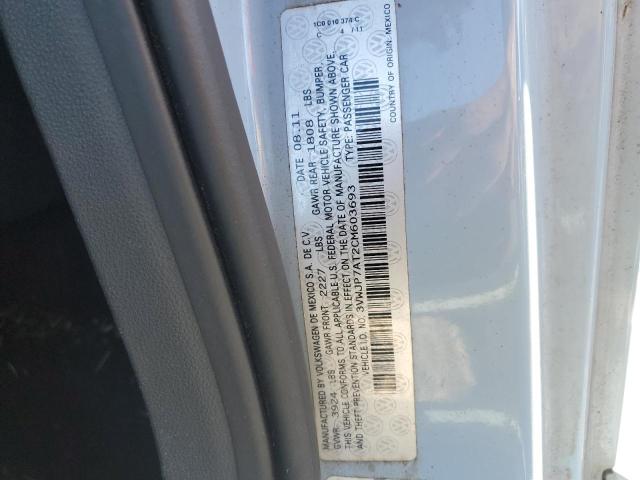 1C0 010 374 C
C 4 /11
MANUFACTURED BY VOLKSWAGEN DE MEXICO S.A. DE C.V. DATE 08.11
GVWR: 3924 LBS GAWR FRONT: 2227 LBS GAWR REAR: 1808 LBS
THIS VEHICLE CONFORMS TO ALL APPLICABLE U.S. FEDERAL MOTOR VEHICLE SAFETY, BUMPER,
THEFT PREVENTION STANDARDS IN EFFECT ON THE DATE OF MANUFACTURE SHOWN ABOVE.
VEHICLE I.D. NO.: 3VWJP7AT2CM603693 TYPE: PASSENGER CAR
COUNTRY OF ORIGIN: MEXICO